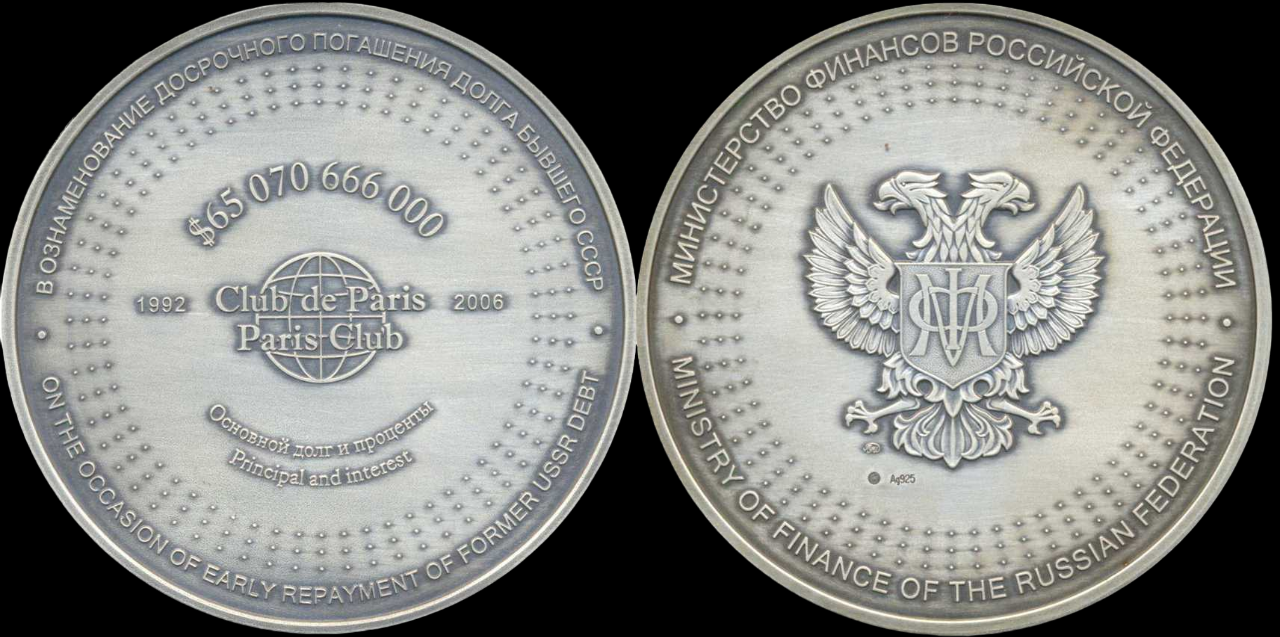 В ОЗНАМЕНОВАНИЕ ДОСРОЧНОГО ПОГАШЕНИЯ ДОЛГА БЫВШЕГО СССР
$65 070 666 000
1992 Club de Paris 2006
Paris Club
Основной долг и проценты
Principal and interest
ON THE OCCASION OF EARLY REPAYMENT OF FORMER USSR DEBT
МИНИСТЕРСТВО ФИНАНСОВ РОССИЙСКОЙ ФЕДЕРАЦИИ
Ag925
MINISTRY OF FINANCE OF THE RUSSIAN FEDERATION